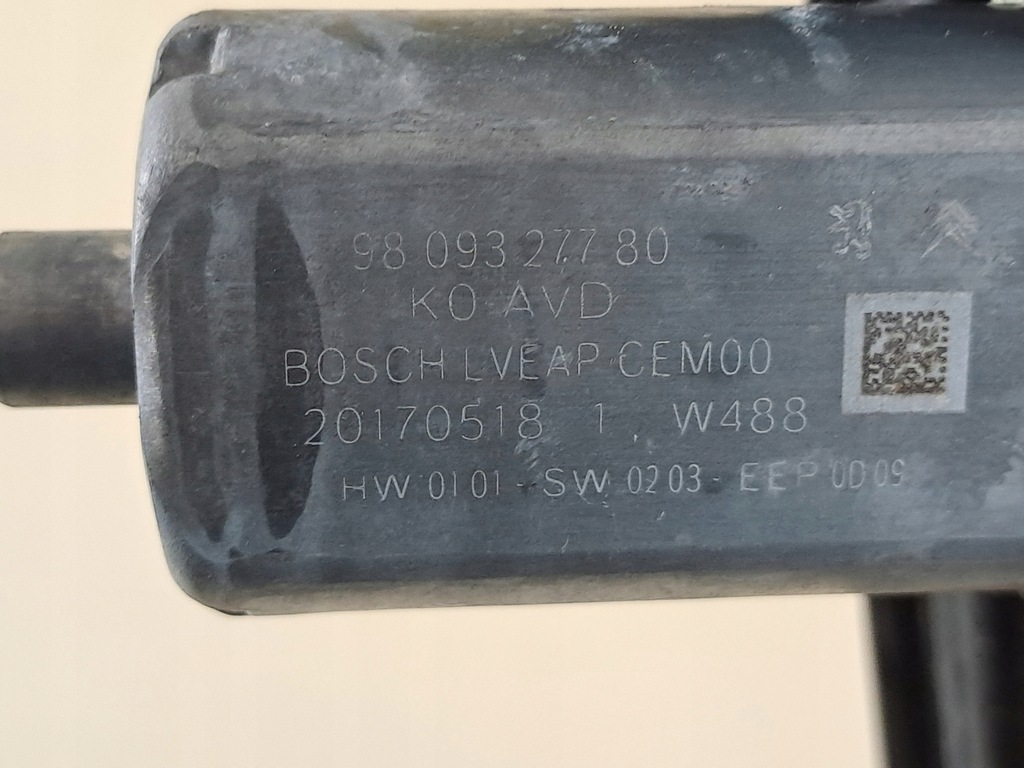 98 093 277 80
K0 AVD
BOSCH LVEAP CEM00
20170518 1 W488
HW 0101 - SW 0203 - EEP 0D09